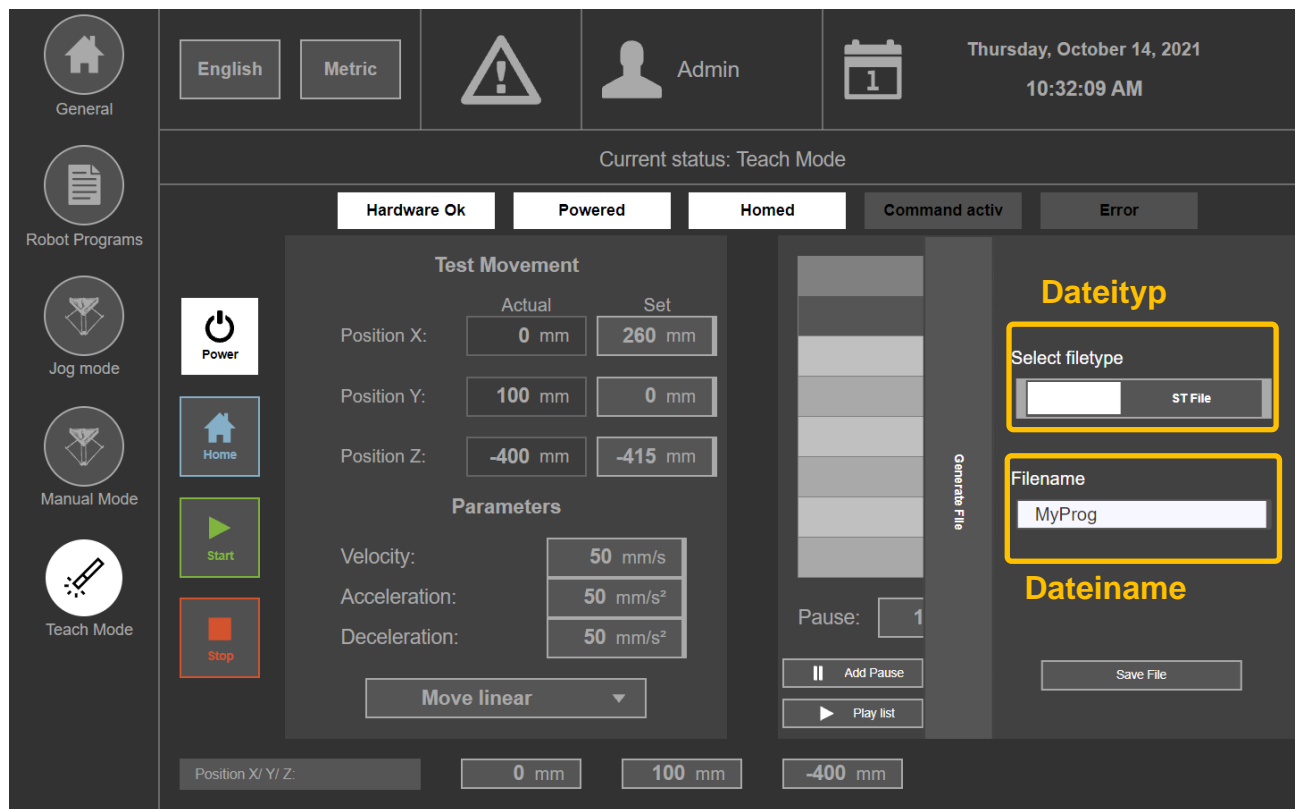 English
Metric
Admin
1
Thursday, October 14, 2021
10:32:09 AM
General
Current status: Teach Mode
Hardware Ok
Powered
Homed
Command activ
Error
Robot Programs
Jog mode
Manual Mode
Teach Mode
Power
Home
Start
Stop
Test Movement
Actual Set
Position X: 0 mm 260 mm
Position Y: 100 mm 0 mm
Position Z: -400 mm -415 mm
Parameters
Velocity: 50 mm/s
Acceleration: 50 mm/s²
Deceleration: 50 mm/s²
Move linear
Pause: 1
Add Pause
Play list
Generate File
Dateityp
Select filetype
ST File
Filename
MyProg
Dateiname
Save File
Position X/ Y/ Z: 0 mm 100 mm -400 mm